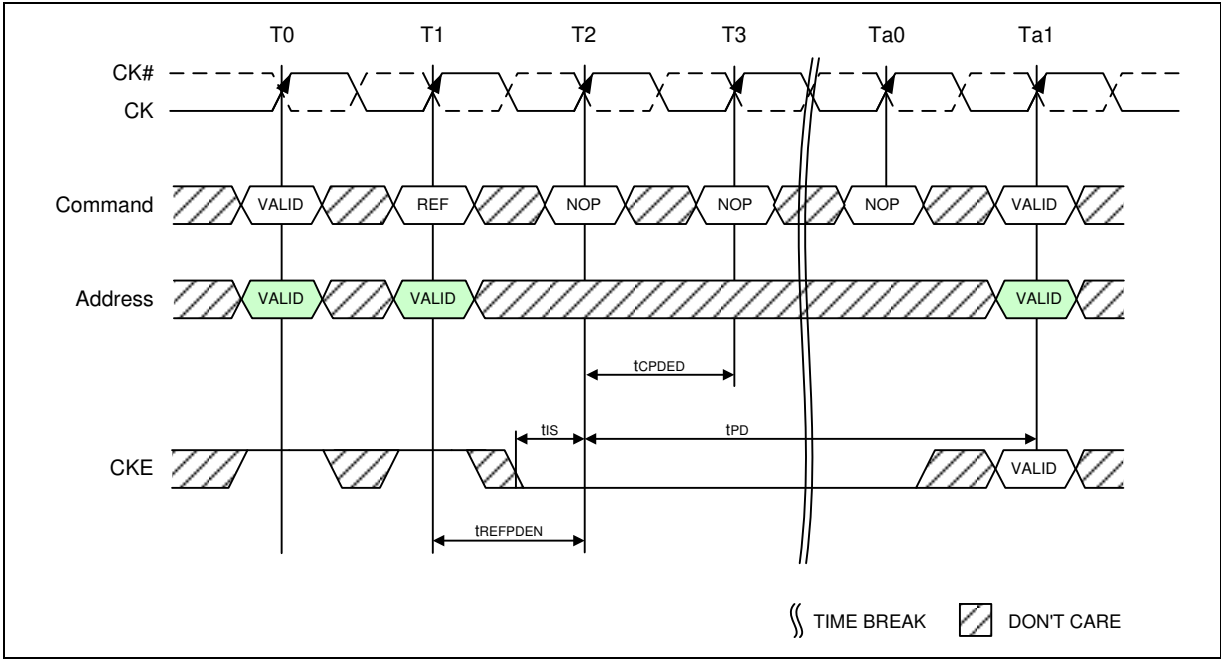 T0 T1 T2 T3 Ta0 Ta1
CK#
CK
Command VALID REF NOP NOP NOP VALID
Address VALID VALID VALID
tCPDED
tIS tPD
CKE VALID
tREFPDEN
TIME BREAK DON'T CARE